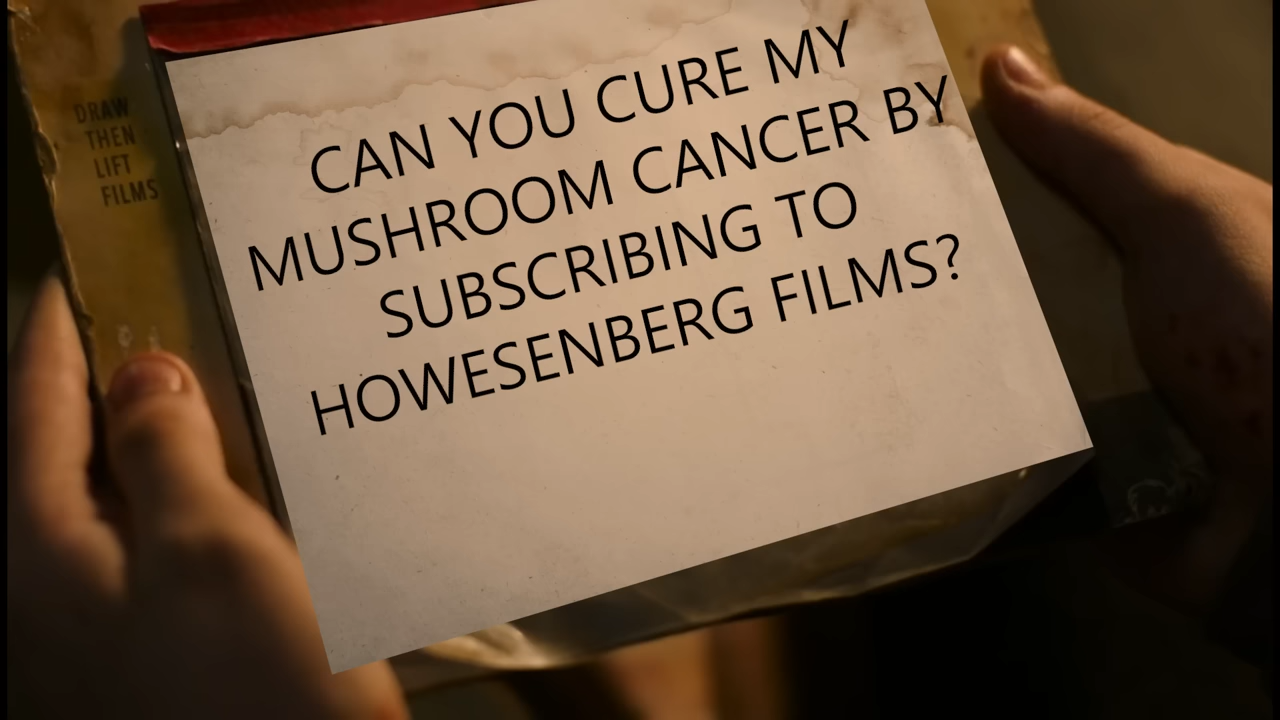 DRAW
THEN
LIFT
FILMS
CAN YOU CURE MY
MUSHROOM CANCER BY
SUBSCRIBING TO
HOWESENBERG FILMS?